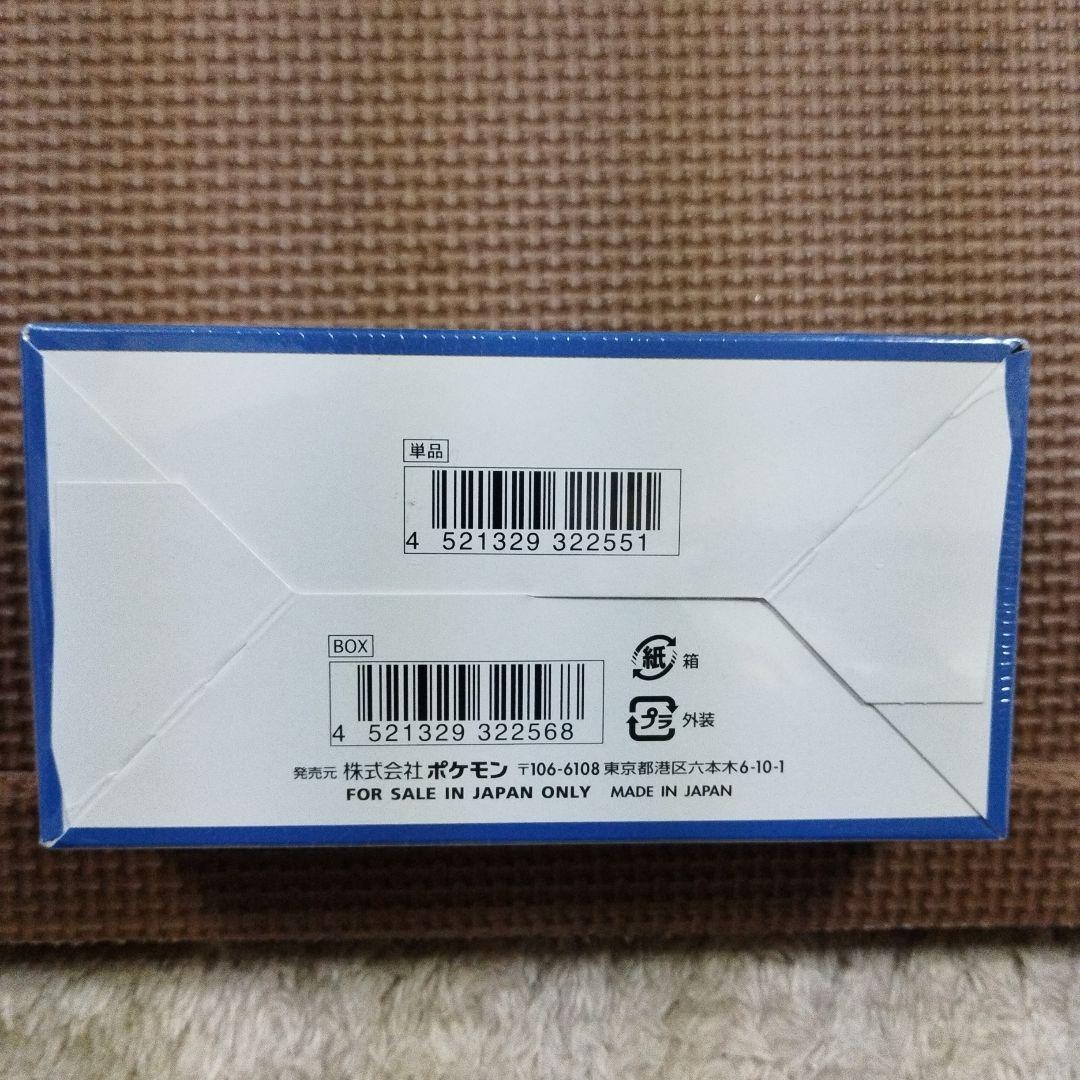 単品
4 521329 322551
BOX
4 521329 322568
紙 箱
プラ 外装
発売元 株式会社 ポケモン 〒106-6108 東京都港区六本木6-10-1
FOR SALE IN JAPAN ONLY MADE IN JAPAN